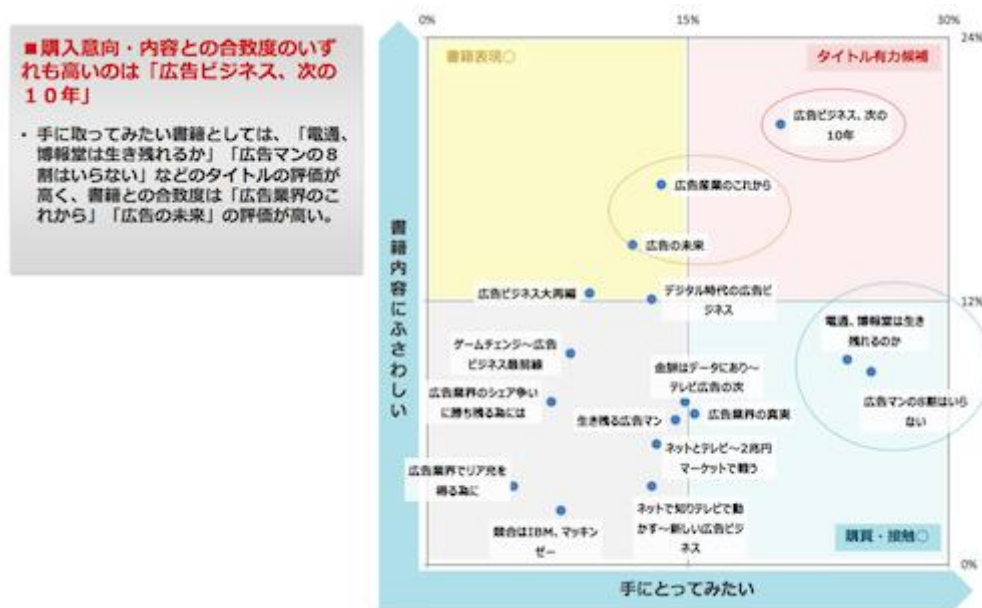 ■購入意向・内容との合致度のいず
れも高いのは「広告ビジネス、次の
１０年」
・ 手に取ってみたい書籍としては、「電通、
博報堂は生き残れるか」「広告マンの８
割はいらない」などのタイトルの評価が
高く、書籍との合致度は「広告業界のこ
れから」「広告の未来」の評価が高い。
0%
15%
30%
24%
書籍表現○
タイトル有力候補
広告ビジネス、次の
10年
広告産業のこれから
広告の未来
書籍内容にふさわしい
広告ビジネス大再編
デジタル時代の広告ビ
ジネス
12%
電通、博報堂は生き
残れるのか
ゲームチェンジ～広告
ビジネス最前線
金脈はデータにあり～
テレビ広告の次
広告業界のシェア争い
に勝ち残る為には
生き残る広告マン
広告業界の真実
広告マンの8割はいら
ない
ネットとテレビ～2兆円
マーケットで戦う
広告業界でリア充を
得る為に
ネットで知りテレビで動
かす～新しい広告ビジ
ネス
競合はIBM、マッキン
ゼー
購買・接触○
0%
手にとってみたい